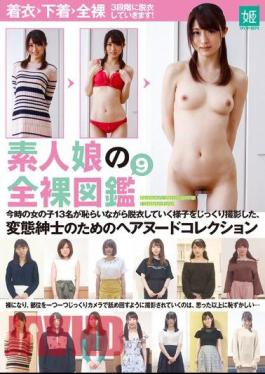 着衣▶下着▶全裸
3段階に脱衣していきます!
姫
素人娘の
全裸図鑑
9
今時の女の子13名が恥らいながら脱衣していく様子をじっくり撮影した、
変態紳士のためのヘアヌードコレクション
裸になり、部位を一つ一つじっくりカメラで舐め回すように撮影されていくのは、思った以上に恥ずかしい…